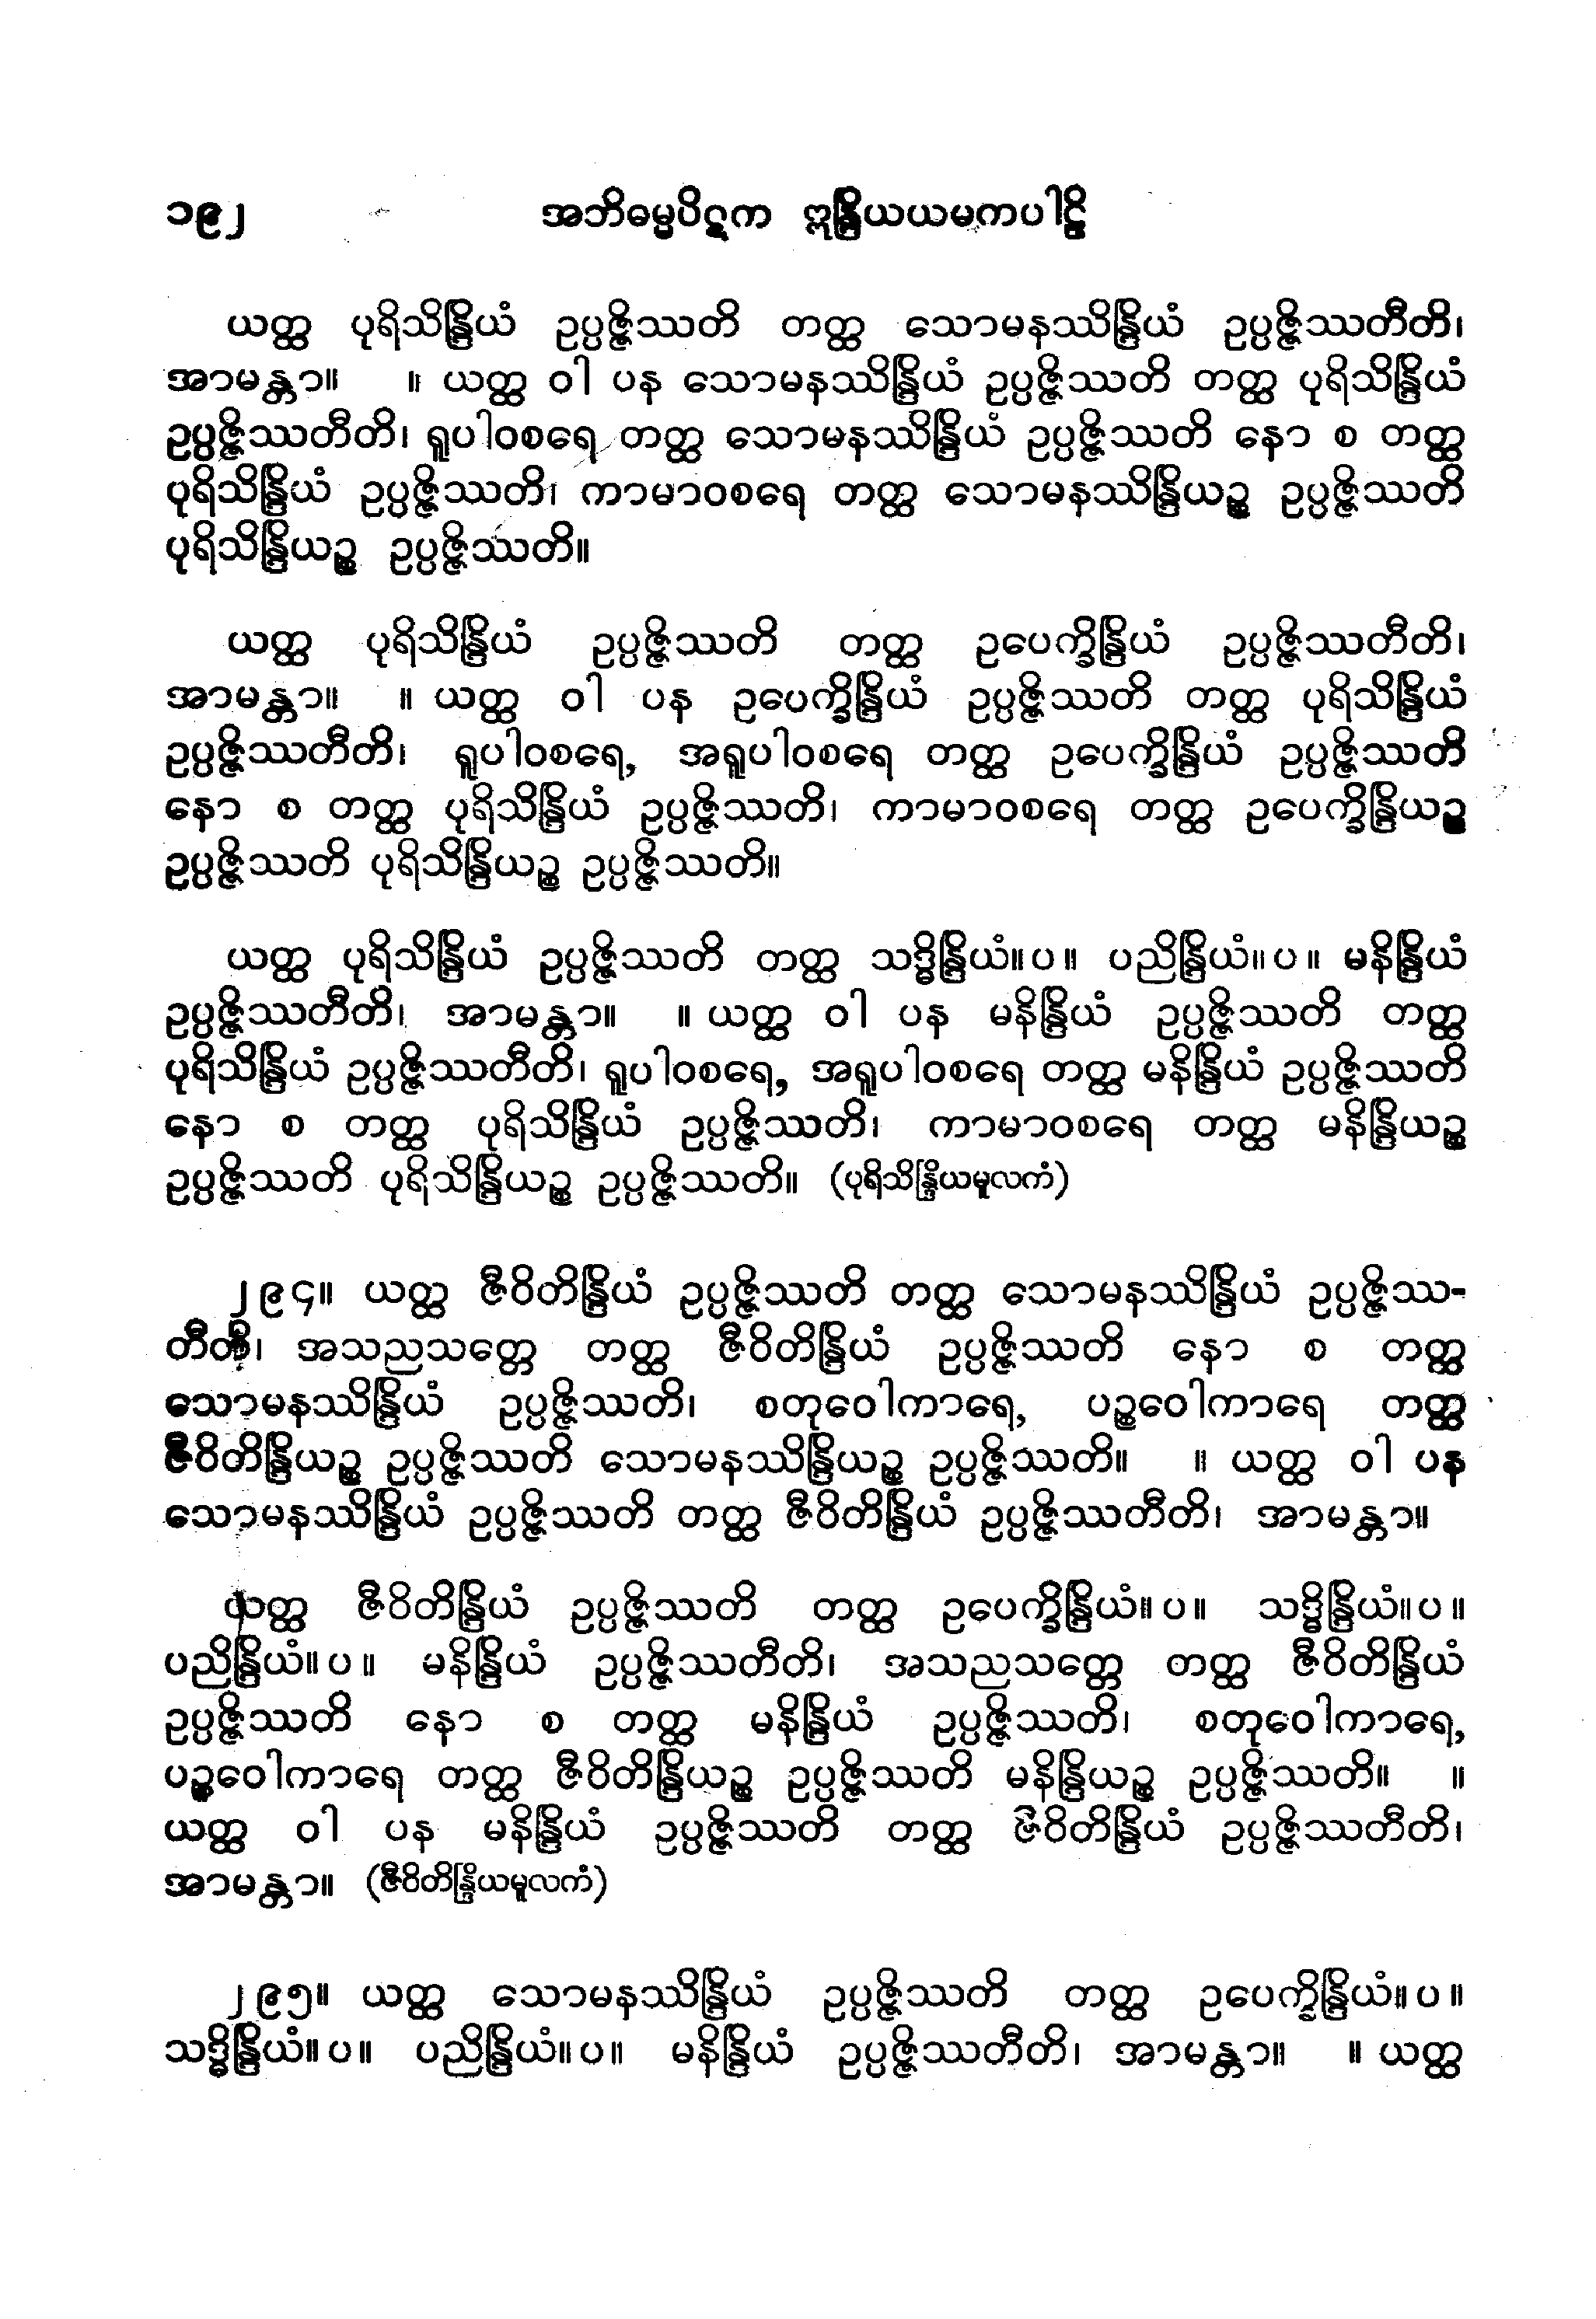 ၁၉၂ အဘိဓမ္မပိဋက ဣန္ဒြိယယမကပါဠိ
ယတ္ထ ပုရိသိန္ဒြိယံ ဥပ္ပဇ္ဇိဿတိ တတ္ထ သောမနဿိန္ဒြိယံ ဥပ္ပဇ္ဇိဿတီတိ၊
အာမန္တာ။ ။ ယတ္ထ ဝါ ပန သောမနဿိန္ဒြိယံ ဥပ္ပဇ္ဇိဿတိ တတ္ထ ပုရိသိန္ဒြိယံ
ဥပ္ပဇ္ဇိဿတီတိ၊ ရူပါဝစရေ တတ္ထ သောမနဿိန္ဒြိယံ ဥပ္ပဇ္ဇိဿတိ နော စ တတ္ထ
ပုရိသိန္ဒြိယံ ဥပ္ပဇ္ဇိဿတိ၊ ကာမာဝစရေ တတ္ထ သောမနဿိန္ဒြိယဉ္စ ဥပ္ပဇ္ဇိဿတိ
ပုရိသိန္ဒြိယဉ္စ ဥပ္ပဇ္ဇိဿတိ။
ယတ္ထ ပုရိသိန္ဒြိယံ ဥပ္ပဇ္ဇိဿတိ တတ္ထ ဥပေက္ခိန္ဒြိယံ ဥပ္ပဇ္ဇိဿတီတိ၊
အာမန္တာ။ ။ ယတ္ထ ဝါ ပန ဥပေက္ခိန္ဒြိယံ ဥပ္ပဇ္ဇိဿတိ တတ္ထ ပုရိသိန္ဒြိယံ
ဥပ္ပဇ္ဇိဿတီတိ၊ ရူပါဝစရေ, အရူပါဝစရေ တတ္ထ ဥပေက္ခိန္ဒြိယံ ဥပ္ပဇ္ဇိဿတိ
နော စ တတ္ထ ပုရိသိန္ဒြိယံ ဥပ္ပဇ္ဇိဿတိ၊ ကာမာဝစရေ တတ္ထ ဥပေက္ခိန္ဒြိယဉ္စ
ဥပ္ပဇ္ဇိဿတိ ပုရိသိန္ဒြိယဉ္စ ဥပ္ပဇ္ဇိဿတိ။
ယတ္ထ ပုရိသိန္ဒြိယံ ဥပ္ပဇ္ဇိဿတိ တတ္ထ သဒ္ဓိန္ဒြိယံ။ပ။ ပညိန္ဒြိယံ။ပ။ မနိန္ဒြိယံ
ဥပ္ပဇ္ဇိဿတီတိ၊ အာမန္တာ။ ။ ယတ္ထ ဝါ ပန မနိန္ဒြိယံ ဥပ္ပဇ္ဇိဿတိ တတ္ထ
ပုရိသိန္ဒြိယံ ဥပ္ပဇ္ဇိဿတီတိ၊ ရူပါဝစရေ, အရူပါဝစရေ တတ္ထ မနိန္ဒြိယံ ဥပ္ပဇ္ဇိဿတိ
နော စ တတ္ထ ပုရိသိန္ဒြိယံ ဥပ္ပဇ္ဇိဿတိ၊ ကာမာဝစရေ တတ္ထ မနိန္ဒြိယဉ္စ
ဥပ္ပဇ္ဇိဿတိ ပုရိသိန္ဒြိယဉ္စ ဥပ္ပဇ္ဇိဿတိ။ (ပုရိသိန္ဒြိယမူလကံ)
၂၉၄။ ယတ္ထ ဇီဝိတိန္ဒြိယံ ဥပ္ပဇ္ဇိဿတိ တတ္ထ သောမနဿိန္ဒြိယံ ဥပ္ပဇ္ဇိဿ-
တီတိ၊ အသညသတ္တေ တတ္ထ ဇီဝိတိန္ဒြိယံ ဥပ္ပဇ္ဇိဿတိ နော စ တတ္ထ
သောမနဿိန္ဒြိယံ ဥပ္ပဇ္ဇိဿတိ၊ စတုဝေါကာရေ, ပဉ္စဝေါကာရေ တတ္ထ
ဇီဝိတိန္ဒြိယဉ္စ ဥပ္ပဇ္ဇိဿတိ သောမနဿိန္ဒြိယဉ္စ ဥပ္ပဇ္ဇိဿတိ။ ။ ယတ္ထ ဝါ ပန
သောမနဿိန္ဒြိယံ ဥပ္ပဇ္ဇိဿတိ တတ္ထ ဇီဝိတိန္ဒြိယံ ဥပ္ပဇ္ဇိဿတီတိ၊ အာမန္တာ။
ယတ္ထ ဇီဝိတိန္ဒြိယံ ဥပ္ပဇ္ဇိဿတိ တတ္ထ ဥပေက္ခိန္ဒြိယံ။ပ။ သဒ္ဓိန္ဒြိယံ။ပ။
ပညိန္ဒြိယံ။ပ။ မနိန္ဒြိယံ ဥပ္ပဇ္ဇိဿတီတိ၊ အသညသတ္တေ တတ္ထ ဇီဝိတိန္ဒြိယံ
ဥပ္ပဇ္ဇိဿတိ နော စ တတ္ထ မနိန္ဒြိယံ ဥပ္ပဇ္ဇိဿတိ၊ စတုဝေါကာရေ,
ပဉ္စဝေါကာရေ တတ္ထ ဇီဝိတိန္ဒြိယဉ္စ ဥပ္ပဇ္ဇိဿတိ မနိန္ဒြိယဉ္စ ဥပ္ပဇ္ဇိဿတိ။ ။
ယတ္ထ ဝါ ပန မနိန္ဒြိယံ ဥပ္ပဇ္ဇိဿတိ တတ္ထ ဇီဝိတိန္ဒြိယံ ဥပ္ပဇ္ဇိဿတီတိ၊
အာမန္တာ။ (ဇီဝိတိန္ဒြိယမူလကံ)
၂၉၅။ ယတ္ထ သောမနဿိန္ဒြိယံ ဥပ္ပဇ္ဇိဿတိ တတ္ထ ဥပေက္ခိန္ဒြိယံ။ပ။
သဒ္ဓိန္ဒြိယံ။ပ။ ပညိန္ဒြိယံ။ပ။ မနိန္ဒြိယံ ဥပ္ပဇ္ဇိဿတီတိ၊ အာမန္တာ။ ။ ယတ္ထ